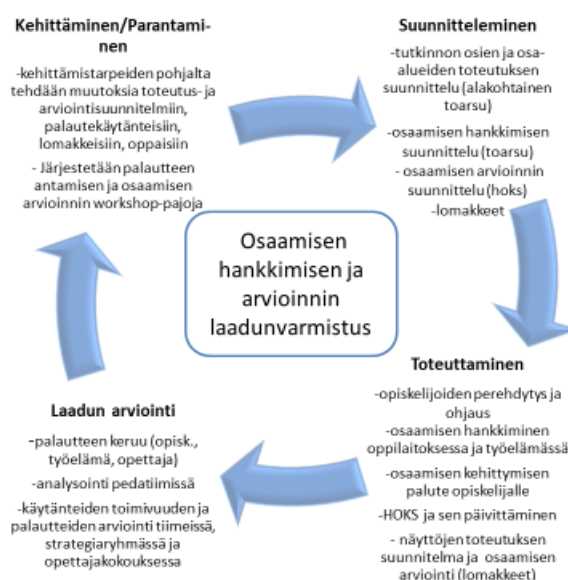 Kehittäminen/Parantami-
nen
-kehittämistarpeiden pohjalta
tehdään muutoksia toteutus- ja
arviointisuunnitelmiin,
palautekäytänteisiin,
lomakkeisiin, oppaisiin
- Järjestetään palautteen
antamisen ja osaamisen
arvioinnin workshop-pajoja
Suunnitteleminen
-tutkinnon osien ja osa-
alueiden toteutuksen
suunnittelu (alakohtainen
toarsu)
-osaamisen hankkimisen
suunnittelu (toarsu)
- osaamisen arvioinnin
suunnittelu (hoks)
-lomakkeet
Osaamisen
hankkimisen ja
arvioinnin
laadunvarmistus
Toteuttaminen
-opiskelijoiden perehdytys ja
ohjaus
-osaamisen hankkiminen
oppilaitoksessa ja työelämässä
-osaamisen kehittymisen
palute opiskelijalle
-HOKS ja sen päivittäminen
- näyttöjen toteutuksen
suunnitelma ja osaamisen
arviointi (lomakkeet)
Laadun arviointi
-palautteen keruu (opisk.,
työelämä, opettaja)
-analysointi pedatiimissä
-käytänteiden toimivuuden ja
palautteiden arviointi tiimeissä,
strategiaryhmässä ja
opettajakokouksessa